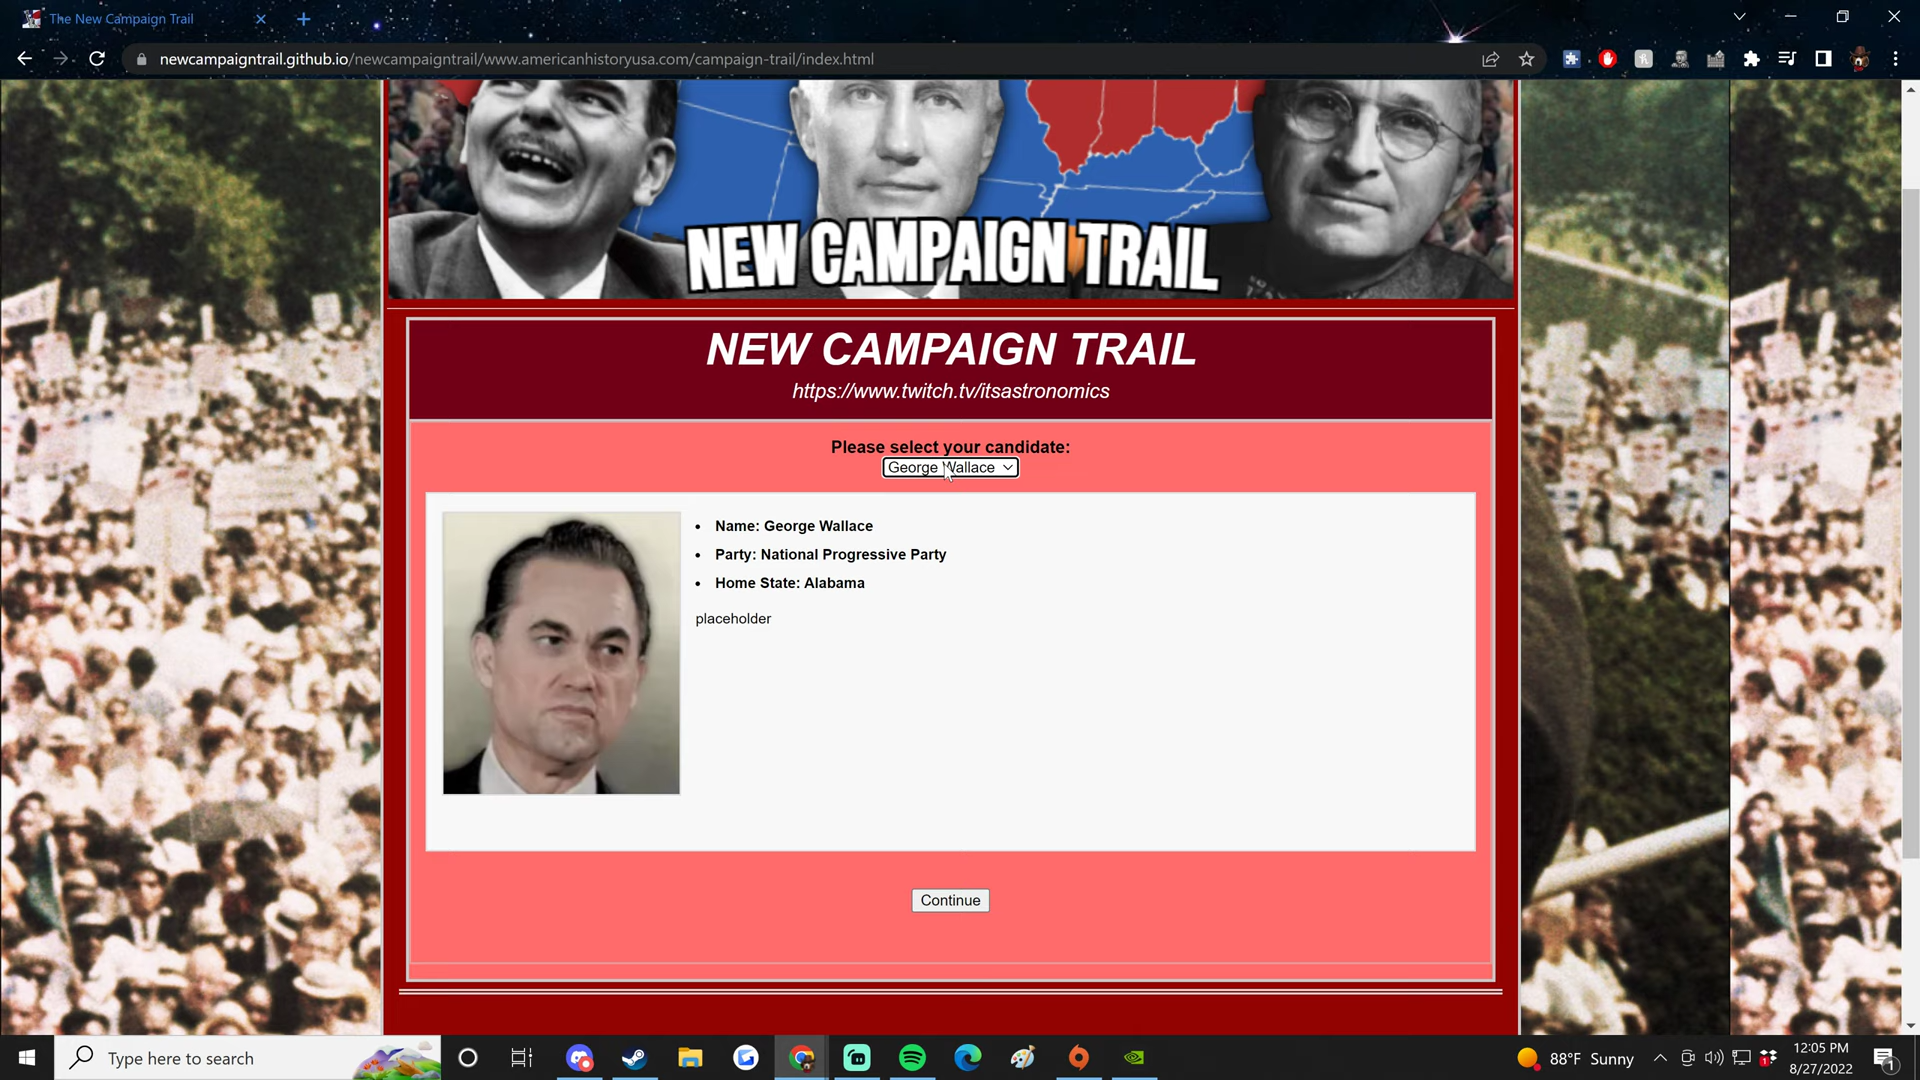 The New Campaign Trail
newcampaigntrail.github.io/newcampaigntrail/www.americanhistoryusa.com/campaign-trail/index.html
NEW CAMPAIGN TRAIL
NEW CAMPAIGN TRAIL
https://www.twitch.tv/itsastronomics
Please select your candidate:
George Wallace
Name: George Wallace
Party: National Progressive Party
Home State: Alabama
placeholder
Continue
Type here to search
88°F Sunny
12:05 PM
8/27/2022
1